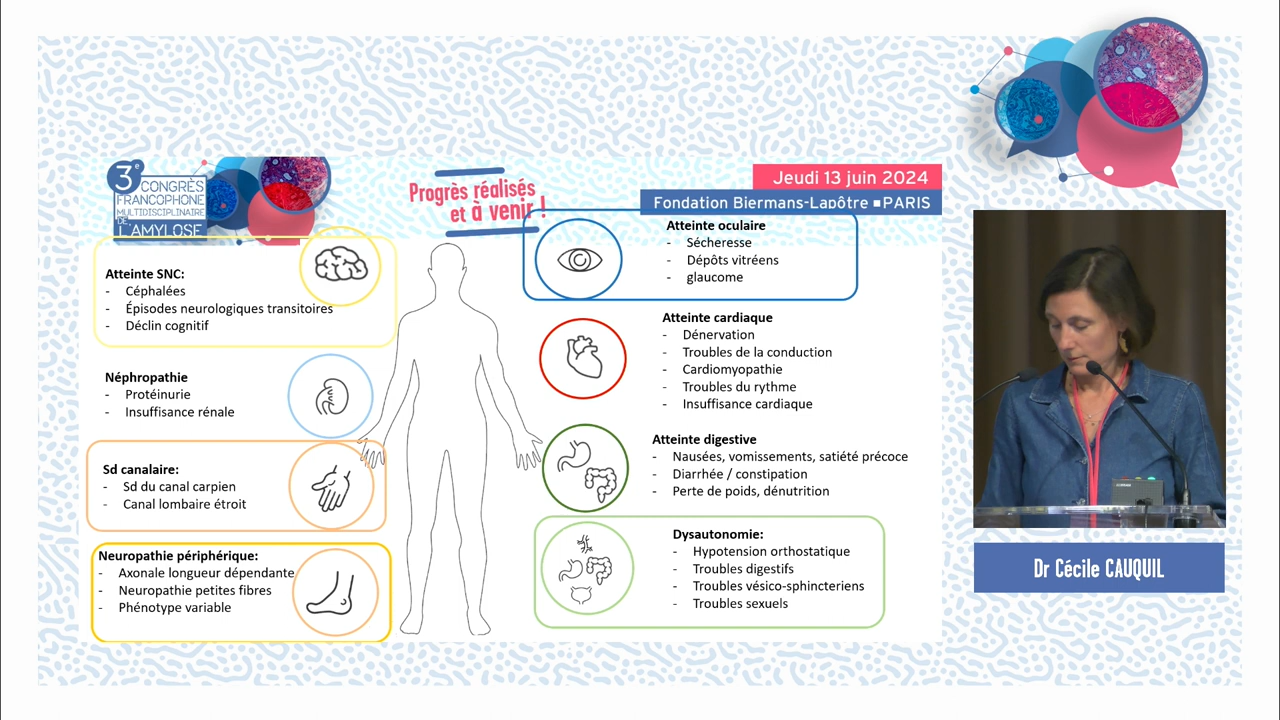 3e
CONGRÈS
FRANCOPHONE
MULTIDISCIPLINAIRE
DE
L'AMYLOSE
Progrès réalisés
et à venir !
Jeudi 13 juin 2024
Fondation Biermans-Lapôtre ■ PARIS
Atteinte SNC:
- Céphalées
- Épisodes neurologiques transitoires
- Déclin cognitif
Néphropathie
- Protéinurie
- Insuffisance rénale
Sd canalaire:
- Sd du canal carpien
- Canal lombaire étroit
Neuropathie périphérique:
- Axonale longueur dépendante
- Neuropathie petites fibres
- Phénotype variable
Atteinte oculaire
- Sécheresse
- Dépôts vitréens
- glaucome
Atteinte cardiaque
- Dénervation
- Troubles de la conduction
- Cardiomyopathie
- Troubles du rythme
- Insuffisance cardiaque
Atteinte digestive
- Nausées, vomissements, satiété précoce
- Diarrhée / constipation
- Perte de poids, dénutrition
Dysautonomie:
- Hypotension orthostatique
- Troubles digestifs
- Troubles vésico-sphincteriens
- Troubles sexuels
Dr Cécile CAUQUIL